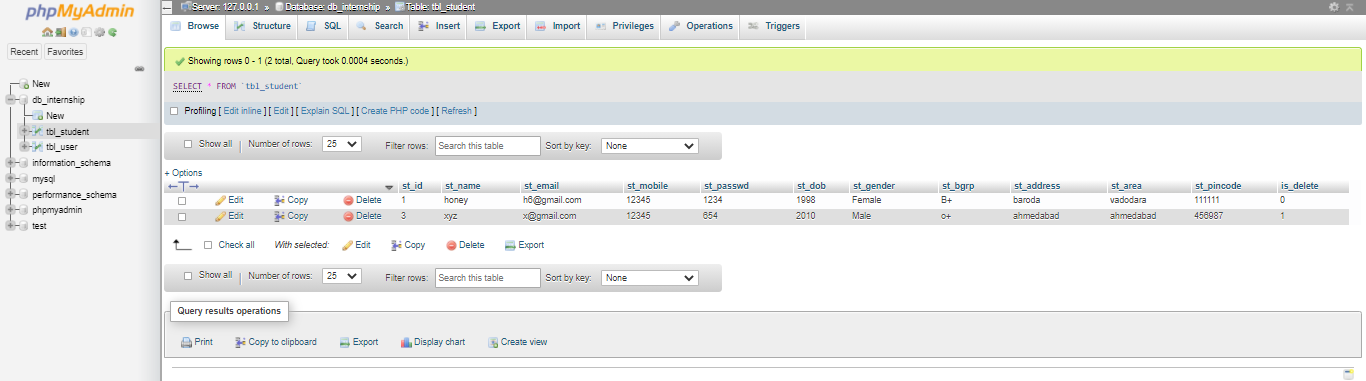 phpMyAdmin
Recent Favorites
New
db_internship
New
tbl_student
tbl_user
information_schema
mysql
performance_schema
phpmyadmin
test
Server: 127.0.0.1 » Database: db_internship » Table: tbl_student
Browse Structure SQL Search Insert Export Import Privileges Operations Triggers
Showing rows 0 - 1 (2 total, Query took 0.0004 seconds.)
SELECT * FROM `tbl_student`
Profiling [ Edit inline ] [ Edit ] [ Explain SQL ] [ Create PHP code ] [ Refresh ]
Show all Number of rows: 25 Filter rows: Search this table Sort by key: None
+ Options
←T→ st_id st_name st_email st_mobile st_passwd st_dob st_gender st_bgrp st_address st_area st_pincode is_delete
Edit Copy Delete 1 honey h6@gmail.com 12345 1234 1998 Female B+ baroda vadodara 111111 0
Edit Copy Delete 3 xyz x@gmail.com 12345 654 2010 Male o+ ahmedabad ahmedabad 456987 1
Check all With selected: Edit Copy Delete Export
Show all Number of rows: 25 Filter rows: Search this table Sort by key: None
Query results operations
Print Copy to clipboard Export Display chart Create view